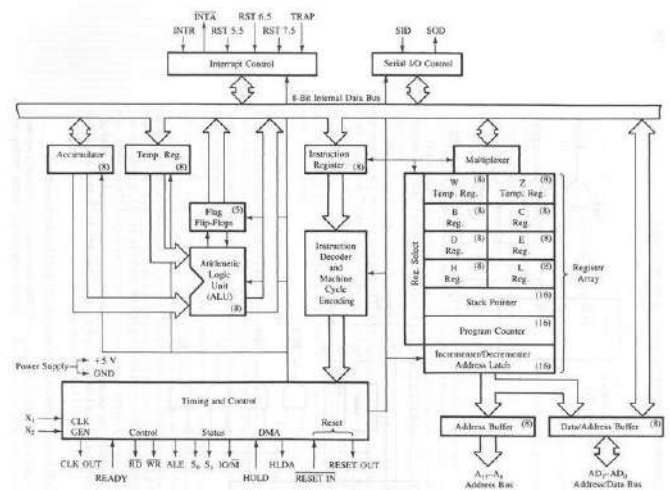 INTA RST 6.5 TRAP
INTR RST 5.5 RST 7.5
SID SOD
Interrupt Control
Serial I/O Control
8-Bit Internal Data Bus
Accumulator (8)
Temp. Reg. (8)
Instruction Register (8)
Multiplexer
W (8) Temp. Reg.
Z (8) Temp. Reg.
B (8) Reg.
C (8) Reg.
D (8) Reg.
E (8) Reg.
H (8) Reg.
L (8) Reg.
Stack Pointer (16)
Program Counter (16)
Incrementer/Decrementer Address Latch (16)
Reg. Select
Register Array
Flag (5) Flip-Flops
Arithmetic Logic Unit (ALU) (8)
Instruction Decoder and Machine Cycle Encoding
Power Supply
+5 V
GND
Timing and Control
X1
X2
CLK GEN
Control
Status
DMA
Reset
CLK OUT
READY
RD WR ALE S0 S1 IO/M
HOLD
HLDA
RESET IN
RESET OUT
Address Buffer (8)
Data/Address Buffer (8)
A15–A8
Address Bus
AD7–AD0
Address/Data Bus